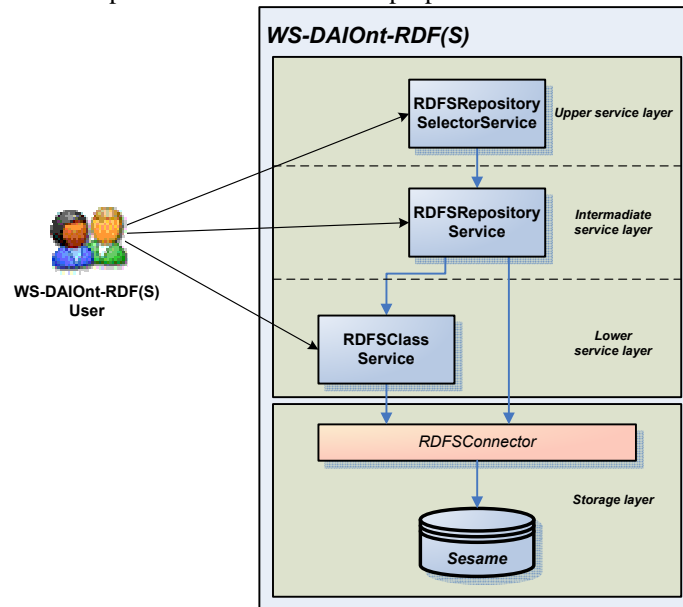 WS-DAIOnt-RDF(S)
RDFSRepository
SelectorService
Upper service layer
RDFSRepository
Service
Intermadiate
service layer
WS-DAIOnt-RDF(S)
User
RDFSClass
Service
Lower
service layer
RDFSConnector
Storage layer
Sesame